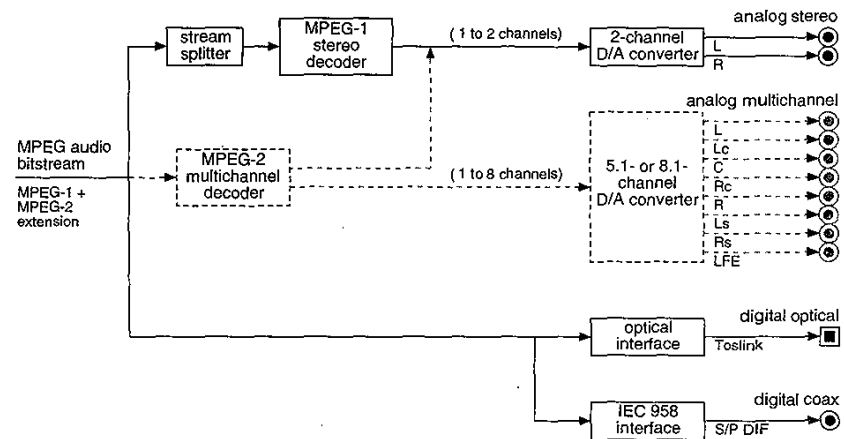 analog stereo
stream
splitter
MPEG-1
stereo
decoder
( 1 to 2 channels)
2-channel
D/A converter
L
R
analog multichannel
MPEG audio
bitstream
MPEG-1 +
MPEG-2
extension
MPEG-2
multichannel
decoder
( 1 to 8 channels)
5.1- or 8.1-
channel
D/A converter
L
Lc
C
Rc
R
Ls
Rs
LFE
digital optical
optical
interface
Toslink
digital coax
IEC 958
interface
S/P DIF